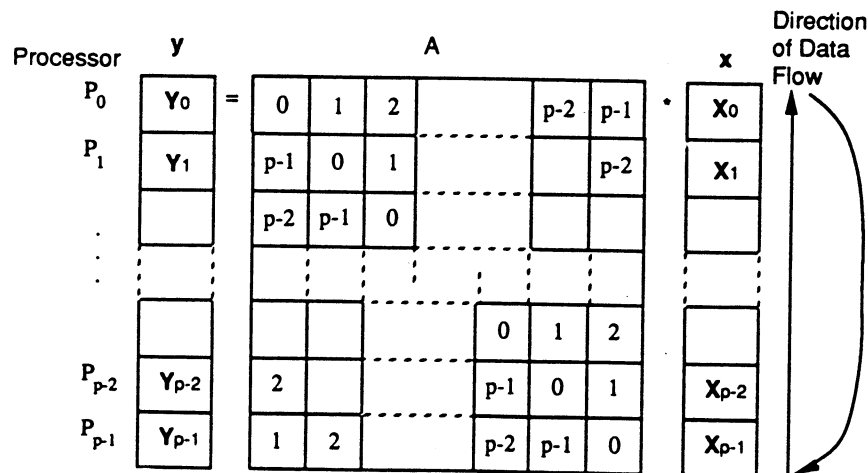 Direction of Data Flow
y A x
Processor
P0 Y0 = 0 1 2 p-2 p-1 * X0
P1 Y1 p-1 0 1 p-2 X1
p-2 p-1 0
. . .
0 1 2
Pp-2 Yp-2 2 p-1 0 1 Xp-2
Pp-1 Yp-1 1 2 p-2 p-1 0 Xp-1